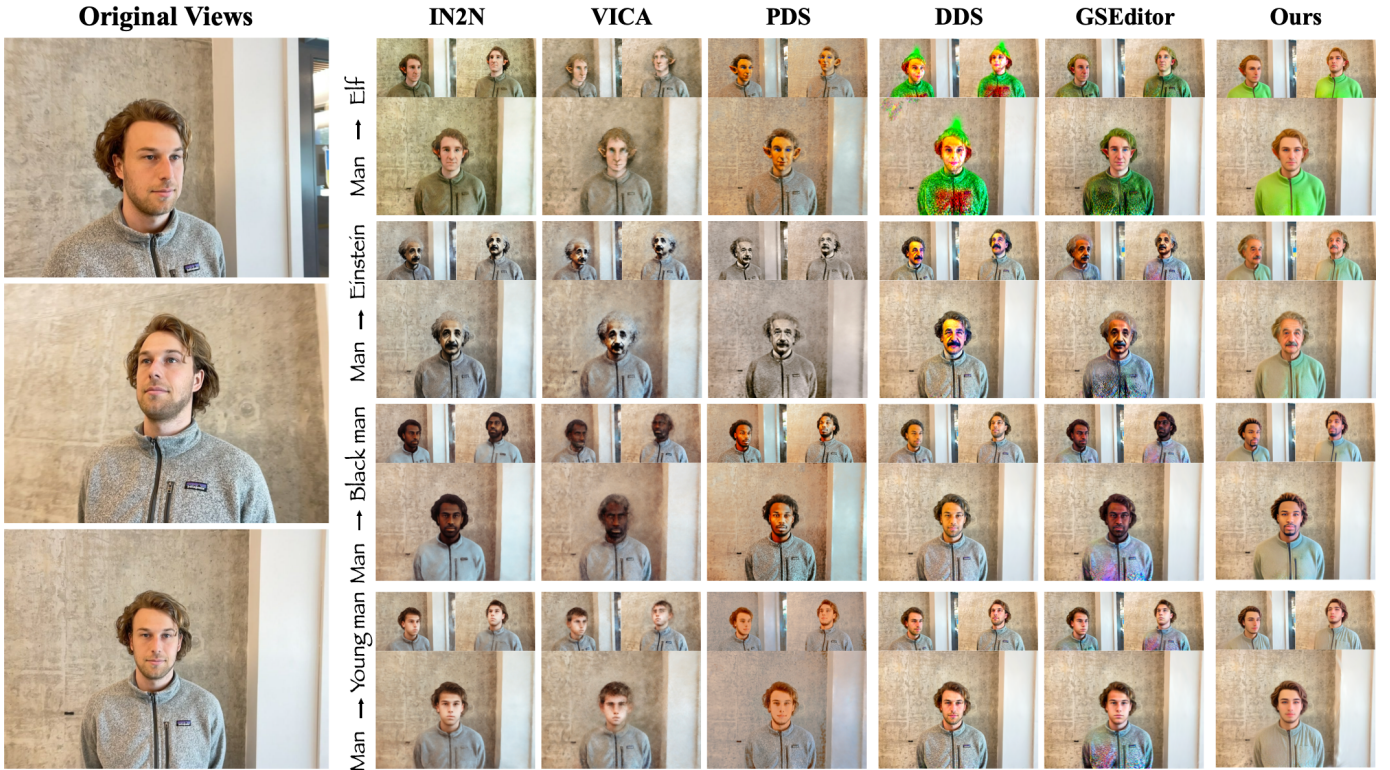 Original Views
IN2N
VICA
PDS
DDS
GSEditor
Ours
Man → Elf
Man → Einstein
Man → Black man
Man → Young man